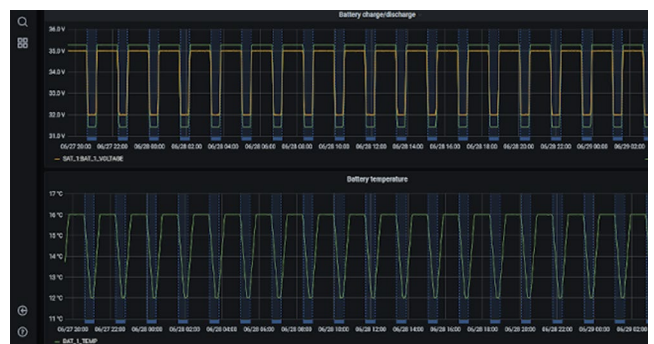 Battery charge/discharge
36.0 V
35.0 V
34.0 V
33.0 V
32.0 V
31.0 V
06/27 20:00 06/27 22:00 06/28 00:00 06/28 02:00 06/28 04:00 06/28 06:00 06/28 08:00 06/28 10:00 06/28 12:00 06/28 14:00 06/28 16:00 06/28 18:00 06/28 20:00 06/28 22:00 06/29 00:00 06/29 02:00
SAT_1:BAT_1_VOLTAGE
Battery temperature
17 °C
16 °C
15 °C
14 °C
13 °C
12 °C
11 °C
06/27 20:00 06/27 22:00 06/28 00:00 06/28 02:00 06/28 04:00 06/28 06:00 06/28 08:00 06/28 10:00 06/28 12:00 06/28 14:00 06/28 16:00 06/28 18:00 06/28 20:00 06/28 22:00 06/29 00:00 06/29 02:00
BAT_1_TEMP